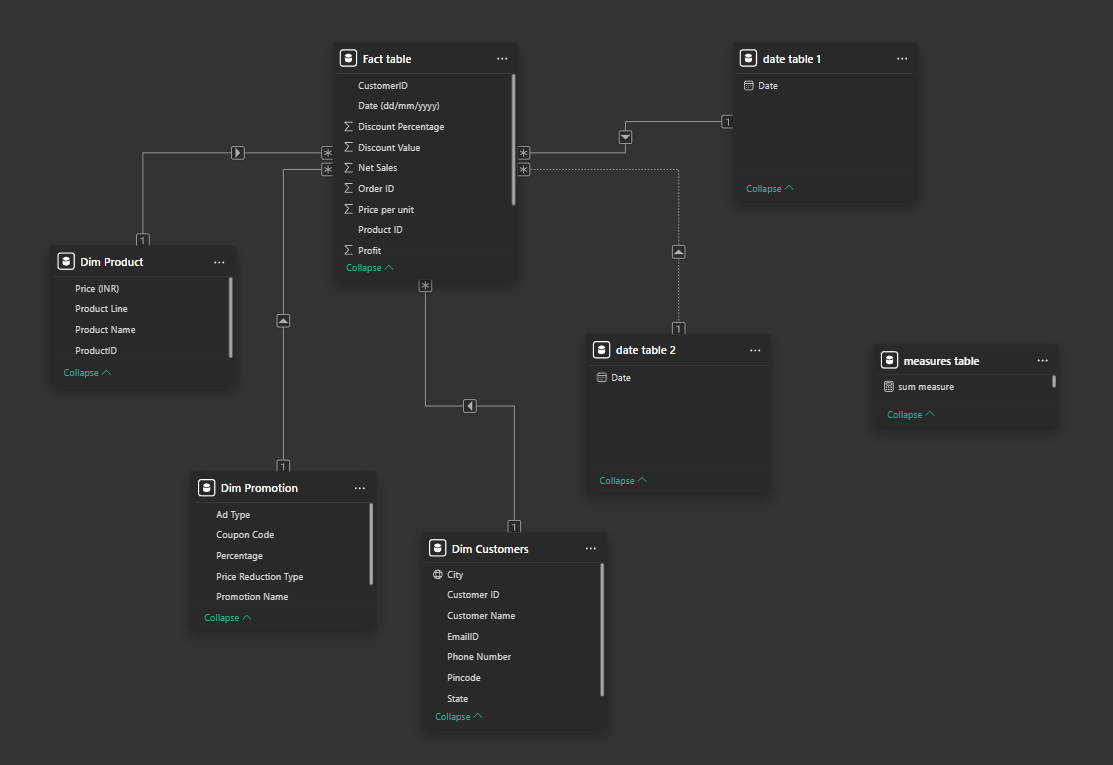 Fact table
...
CustomerID
Date (dd/mm/yyyy)
Discount Percentage
Discount Value
Net Sales
Order ID
Price per unit
Product ID
Profit
Collapse
date table 1
...
Date
Collapse
1
*
*
*
*
*
1
Dim Product
...
Price (INR)
Product Line
Product Name
ProductID
Collapse
1
date table 2
...
Date
Collapse
measures table
...
sum measure
Collapse
1
Dim Promotion
...
Ad Type
Coupon Code
Percentage
Price Reduction Type
Promotion Name
Collapse
1
Dim Customers
...
City
Customer ID
Customer Name
EmailID
Phone Number
Pincode
State
Collapse